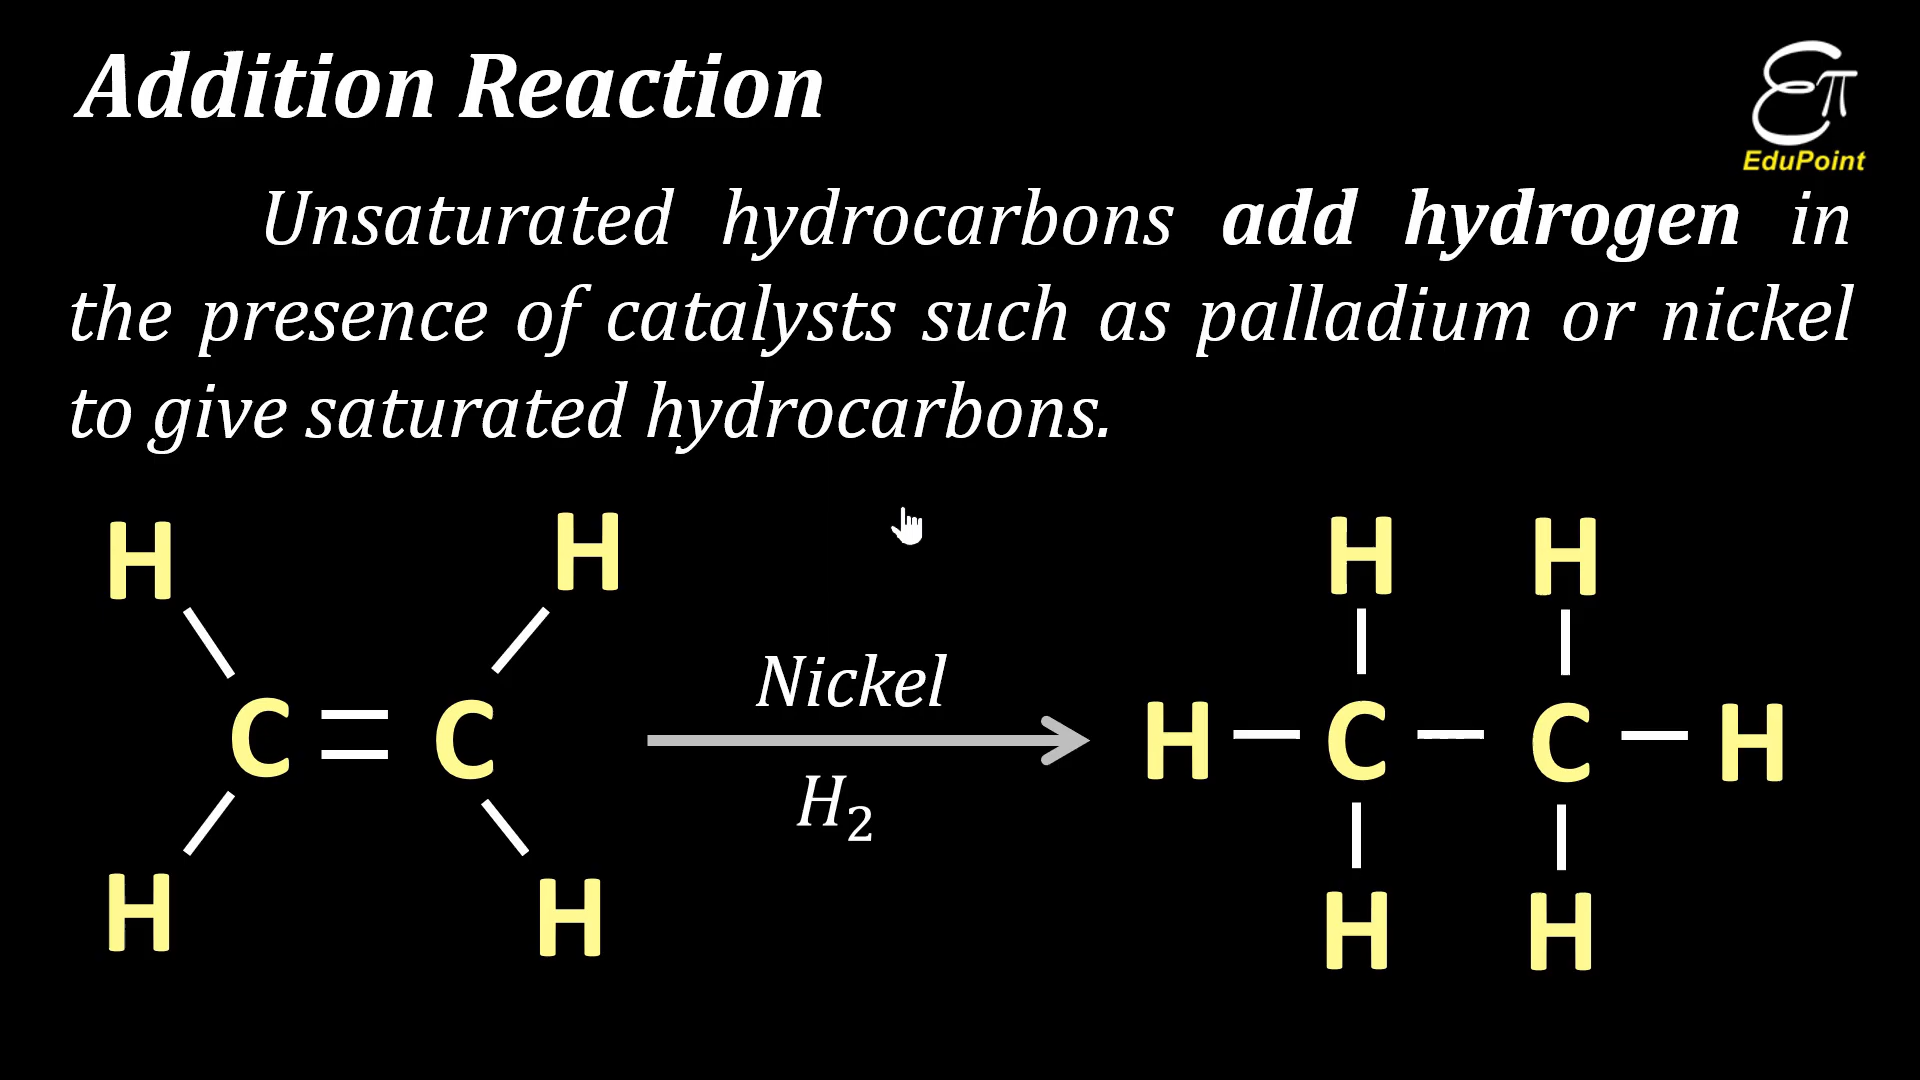 Addition Reaction
Eπ
EduPoint
Unsaturated hydrocarbons add hydrogen in
the presence of catalysts such as palladium or nickel
to give saturated hydrocarbons.
H H
C = C
H H
Nickel
H₂
H H
H — C — C — H
H H